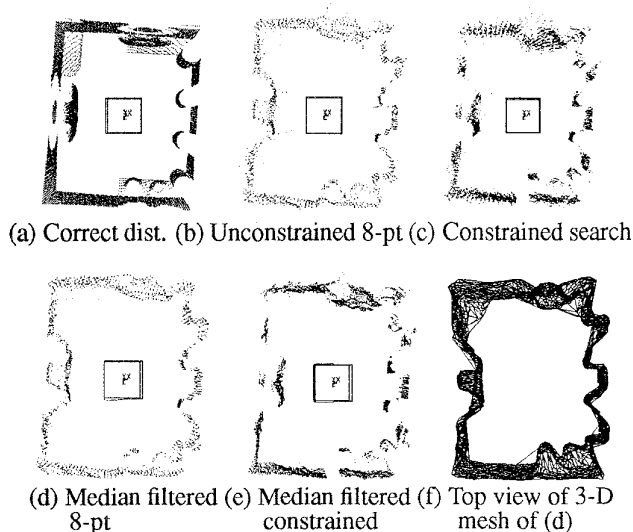 (a) Correct dist. (b) Unconstrained 8-pt (c) Constrained search
(d) Median filtered (e) Median filtered (f) Top view of 3-D
8-pt constrained mesh of (d)